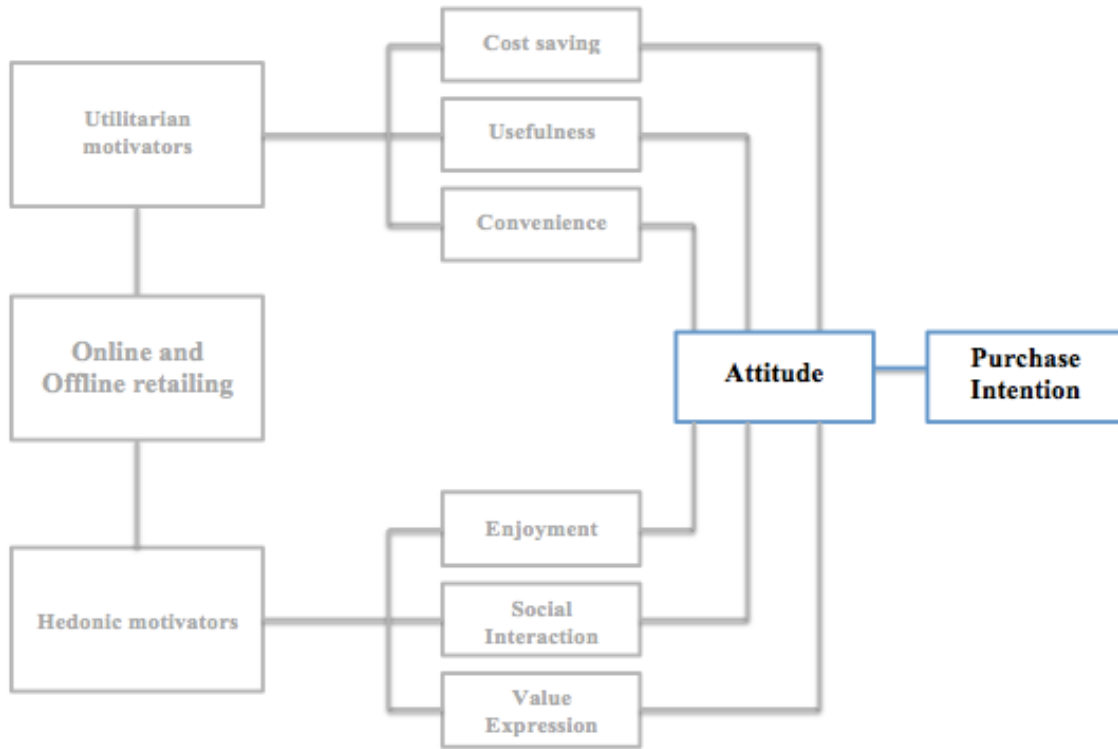 Cost saving
Utilitarian
motivators
Usefulness
Convenience
Online and
Offline retailing
Attitude
Purchase
Intention
Enjoyment
Hedonic motivators
Social
Interaction
Value
Expression